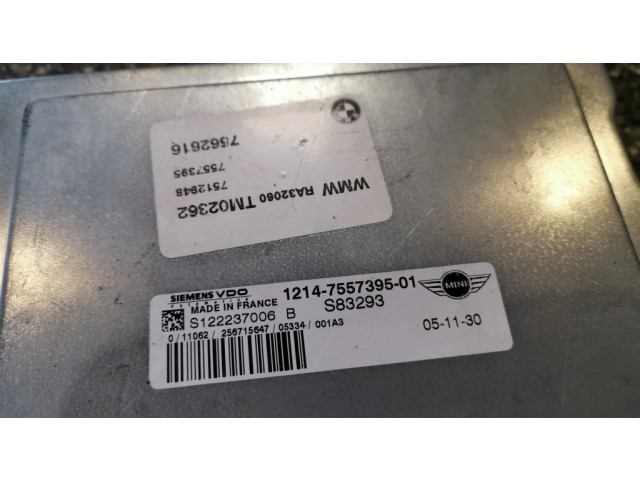 7562616
7557395
7512948
WMW RA32060 TM02362
SIEMENS VDO
Automotive
1214-7557395-01
MINI
MADE IN FRANCE
S122237006 B
S83293
05-11-30
0/11062/256715647/05334/001A3